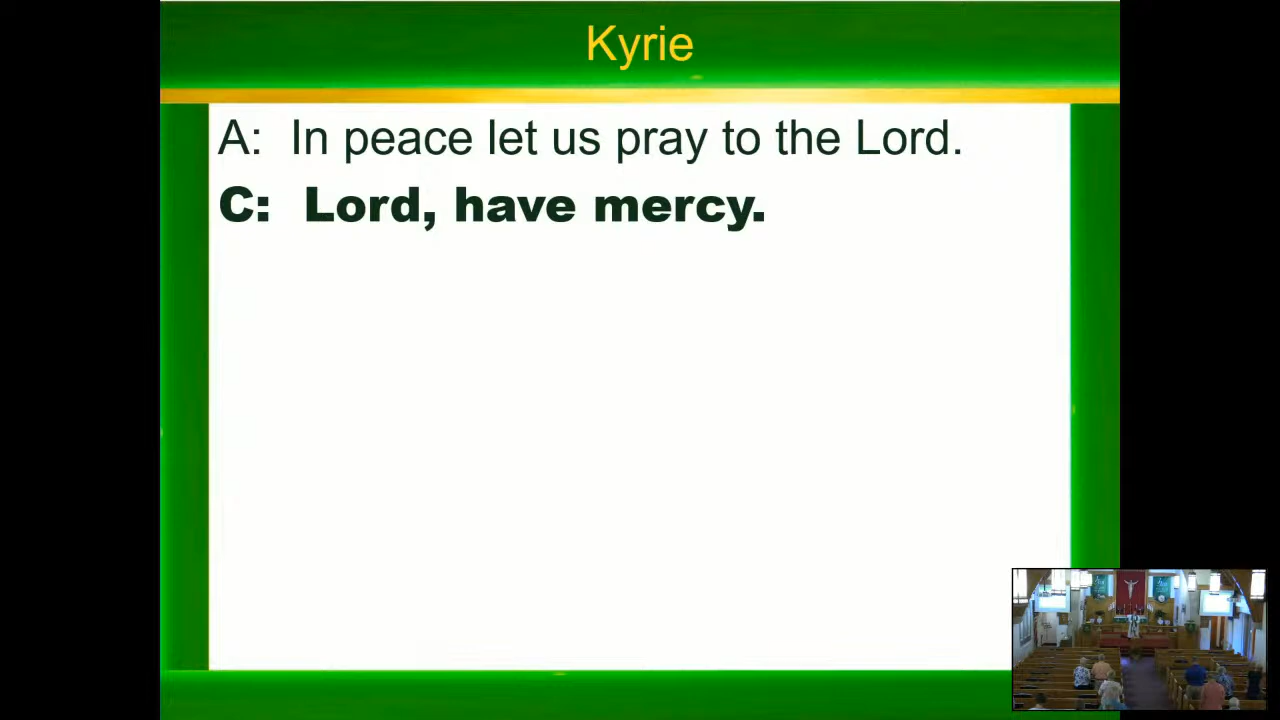 Kyrie
A: In peace let us pray to the Lord.
C: Lord, have mercy.